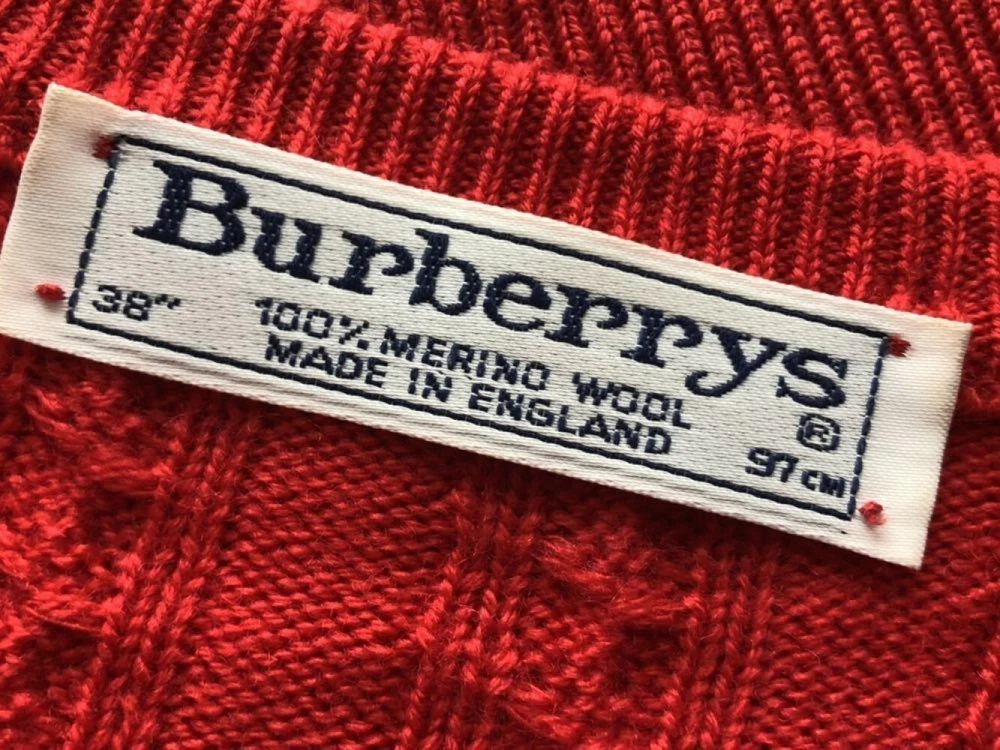 Burberrys®
38" 100% MERINO WOOL
MADE IN ENGLAND 97 CM